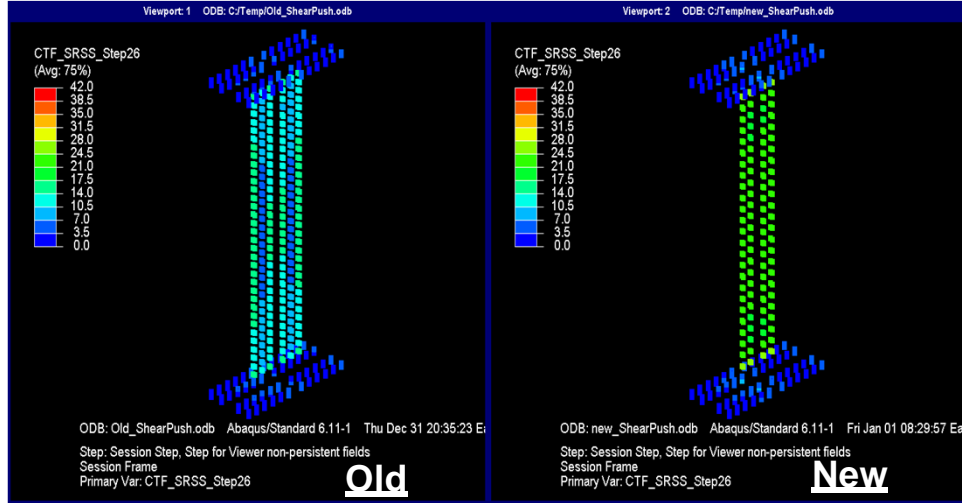 Viewport: 1 ODB: C:/Temp/Old_ShearPush.odb
CTF_SRSS_Step26
(Avg: 75%)
42.0
38.5
35.0
31.5
28.0
24.5
21.0
17.5
14.0
10.5
7.0
3.5
0.0
ODB: Old_ShearPush.odb Abaqus/Standard 6.11-1 Thu Dec 31 20:35:23 Ea
Step: Session Step, Step for Viewer non-persistent fields
Session Frame
Primary Var: CTF_SRSS_Step26
Old
Viewport: 2 ODB: C:/Temp/new_ShearPush.odb
CTF_SRSS_Step26
(Avg: 75%)
42.0
38.5
35.0
31.5
28.0
24.5
21.0
17.5
14.0
10.5
7.0
3.5
0.0
ODB: new_ShearPush.odb Abaqus/Standard 6.11-1 Fri Jan 01 08:29:57 Ea
Step: Session Step, Step for Viewer non-persistent fields
Session Frame
Primary Var: CTF_SRSS_Step26
New